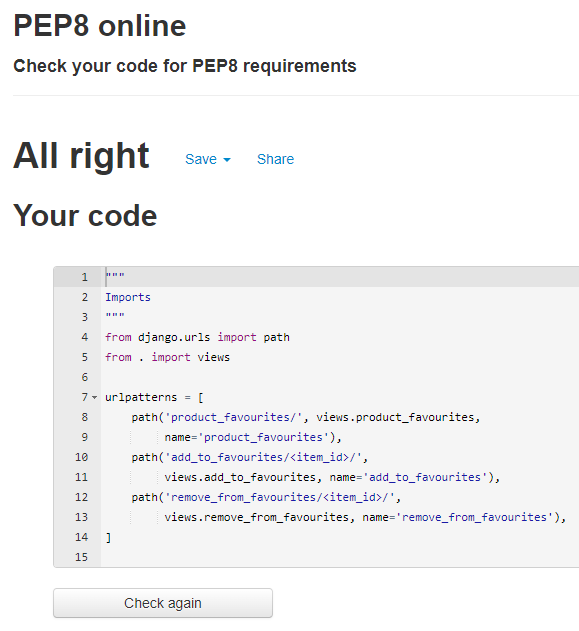 PEP8 online
Check your code for PEP8 requirements
All right Save Share
Your code
1 """
2 Imports
3 """
4 from django.urls import path
5 from . import views
6
7 urlpatterns = [
8     path('product_favourites/', views.product_favourites,
9          name='product_favourites'),
10     path('add_to_favourites/<item_id>/',
11          views.add_to_favourites, name='add_to_favourites'),
12     path('remove_from_favourites/<item_id>/',
13          views.remove_from_favourites, name='remove_from_favourites'),
14 ]
15
Check again